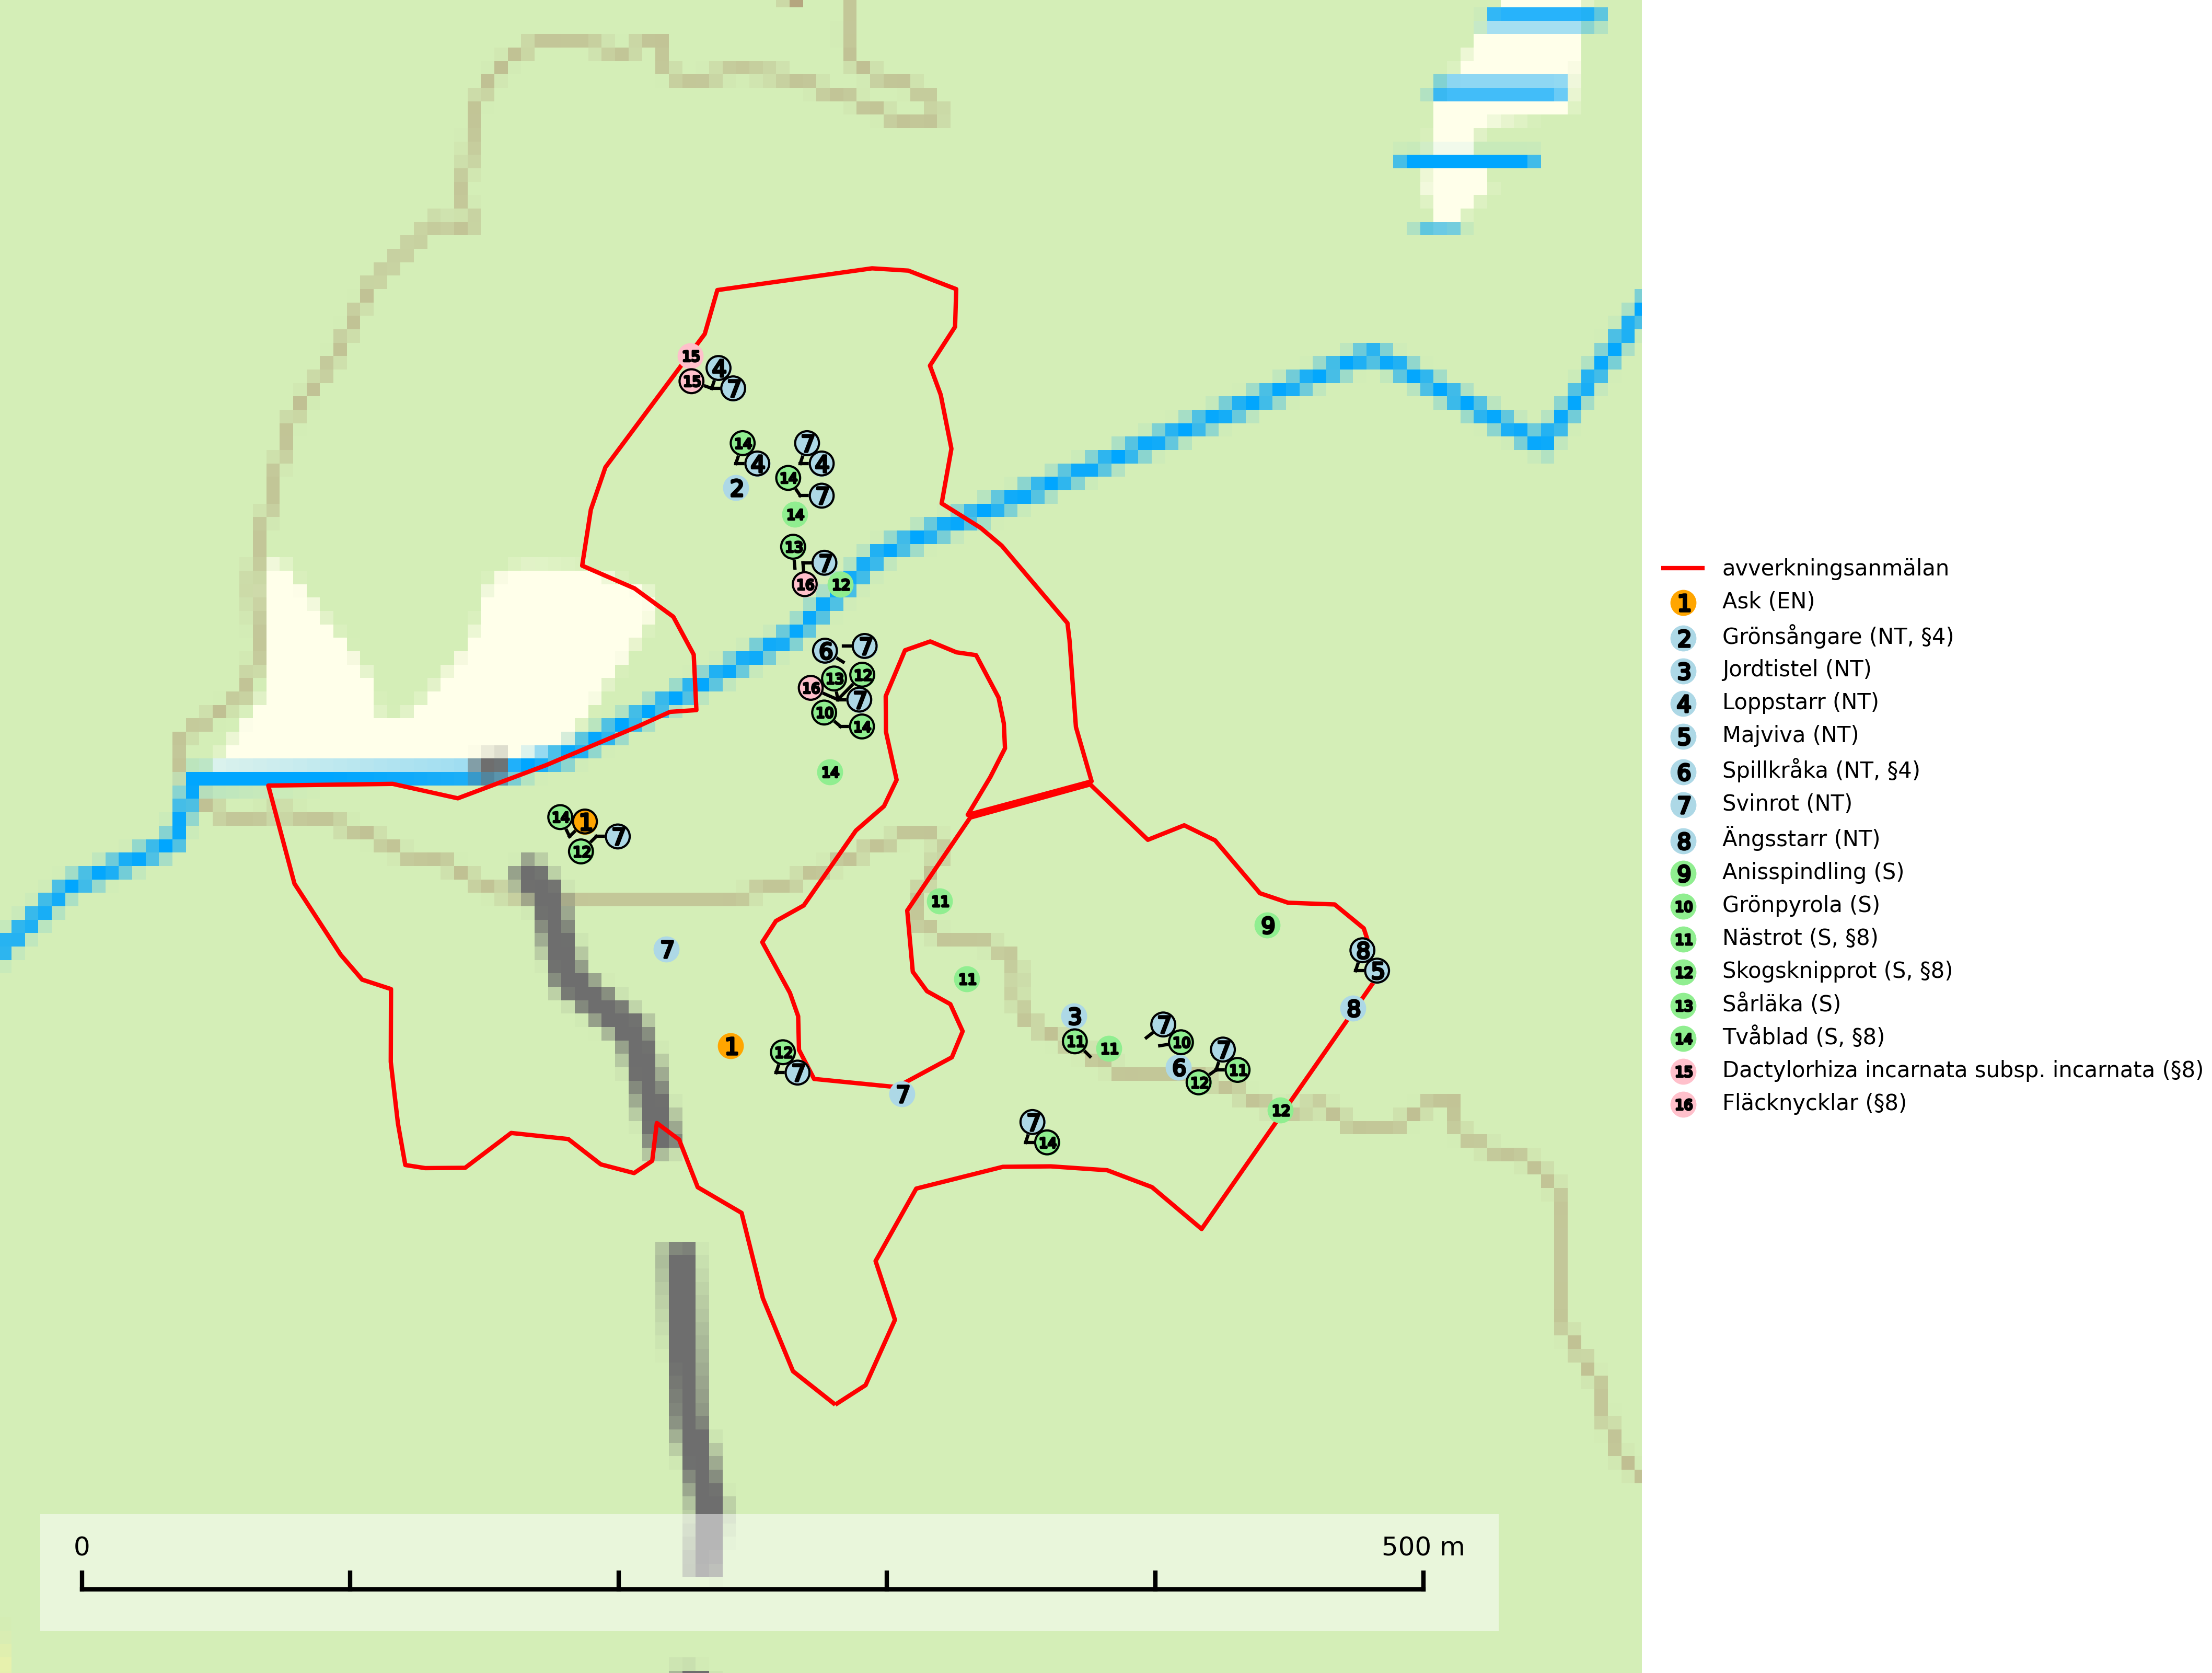 15
4
15
7
14
7
4
4
2
14
7
14
13
7
16
12
6
7
13
12
16
7
10
14
14
14
1
7
12
11
9
7
8
5
11
8
3
7
11
11
10
1
12
7
6
7
11
12
7
12
7
14
avverkningsanmälan
1 Ask (EN)
2 Grönsångare (NT, §4)
3 Jordtistel (NT)
4 Loppstarr (NT)
5 Majviva (NT)
6 Spillkråka (NT, §4)
7 Svinrot (NT)
8 Ängsstarr (NT)
9 Anisspindling (S)
10 Grönpyrola (S)
11 Nästrot (S, §8)
12 Skogsknipprot (S, §8)
13 Sårläka (S)
14 Tvåblad (S, §8)
15 Dactylorhiza incarnata subsp. incarnata (§8)
16 Fläcknycklar (§8)
0 500 m